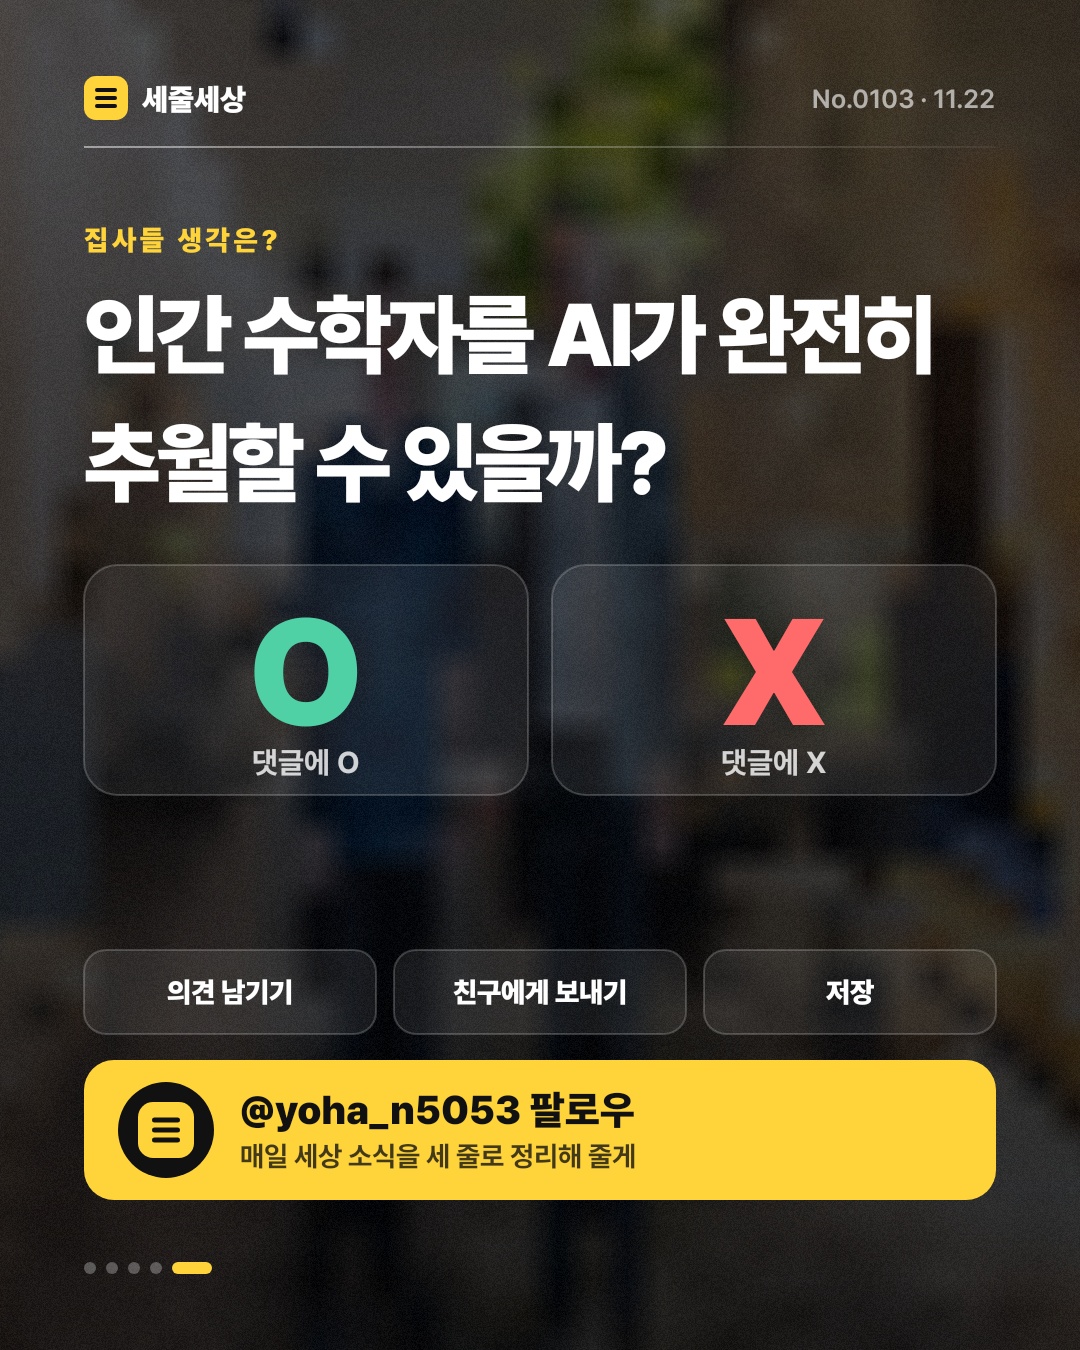 세줄세상
No.0103 · 11.22
집사들 생각은?
인간 수학자를 AI가 완전히
추월할 수 있을까?
O
댓글에 O
X
댓글에 X
의견 남기기
친구에게 보내기
저장
@yoha_n5053 팔로우
매일 세상 소식을 세 줄로 정리해 줄게